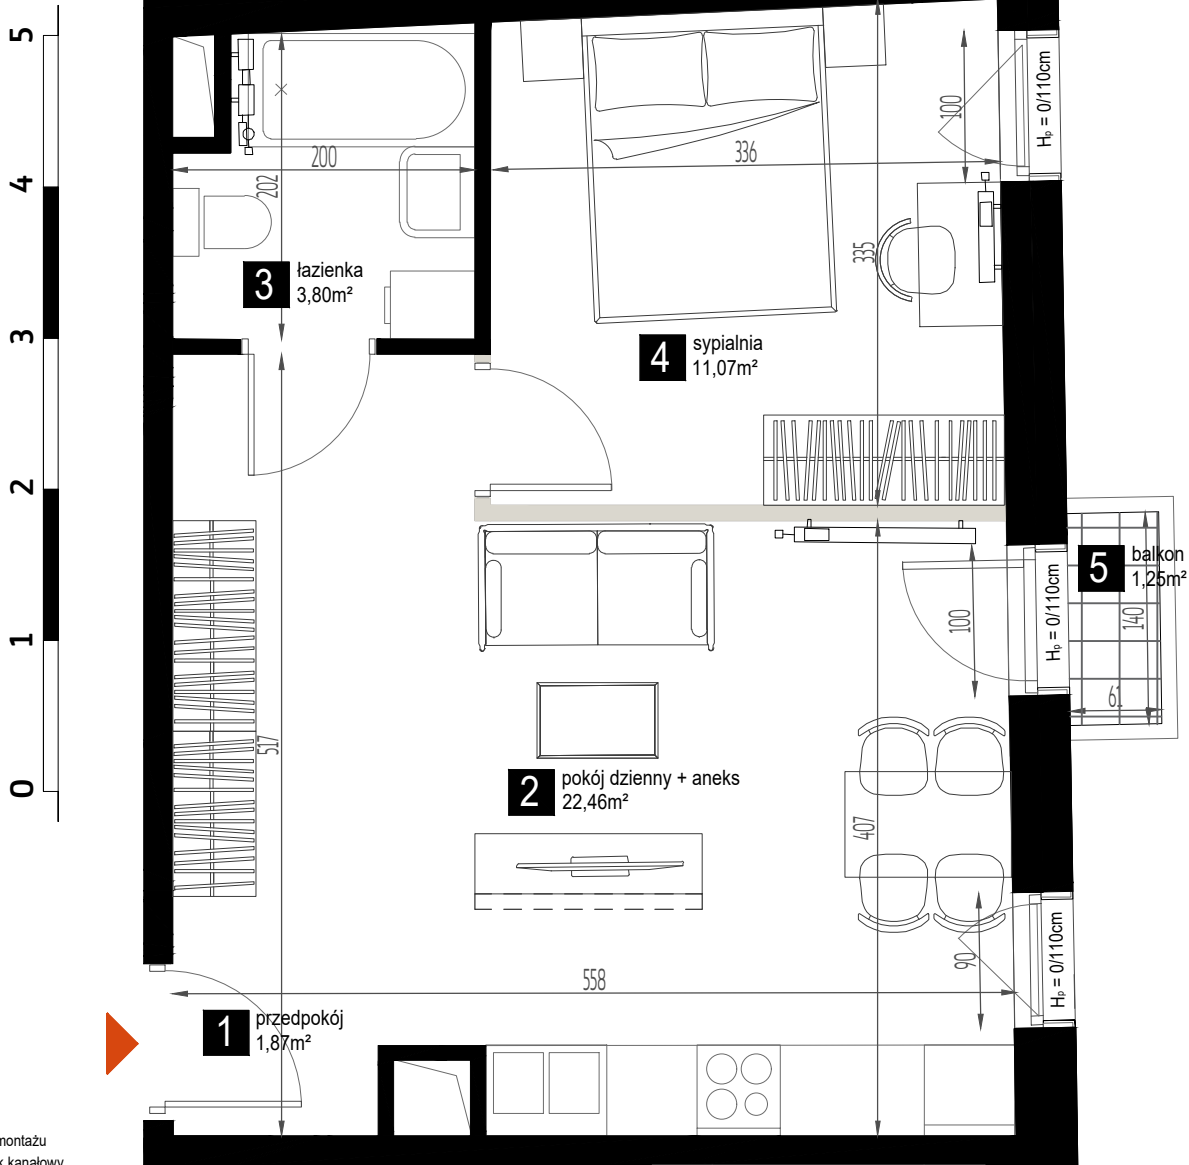 5
4
3
2
1
0
200
202
3 łazienka
3,80m²
336
335
100
Hₚ = 0/110cm
4 sypialnia
11,07m²
5 balkon
1,25m²
140
61
100
Hₚ = 0/110cm
517
2 pokój dzienny + aneks
22,46m²
407
90
Hₚ = 0/110cm
558
1 przedpokój
1,87m²
montażu
k kanałowy